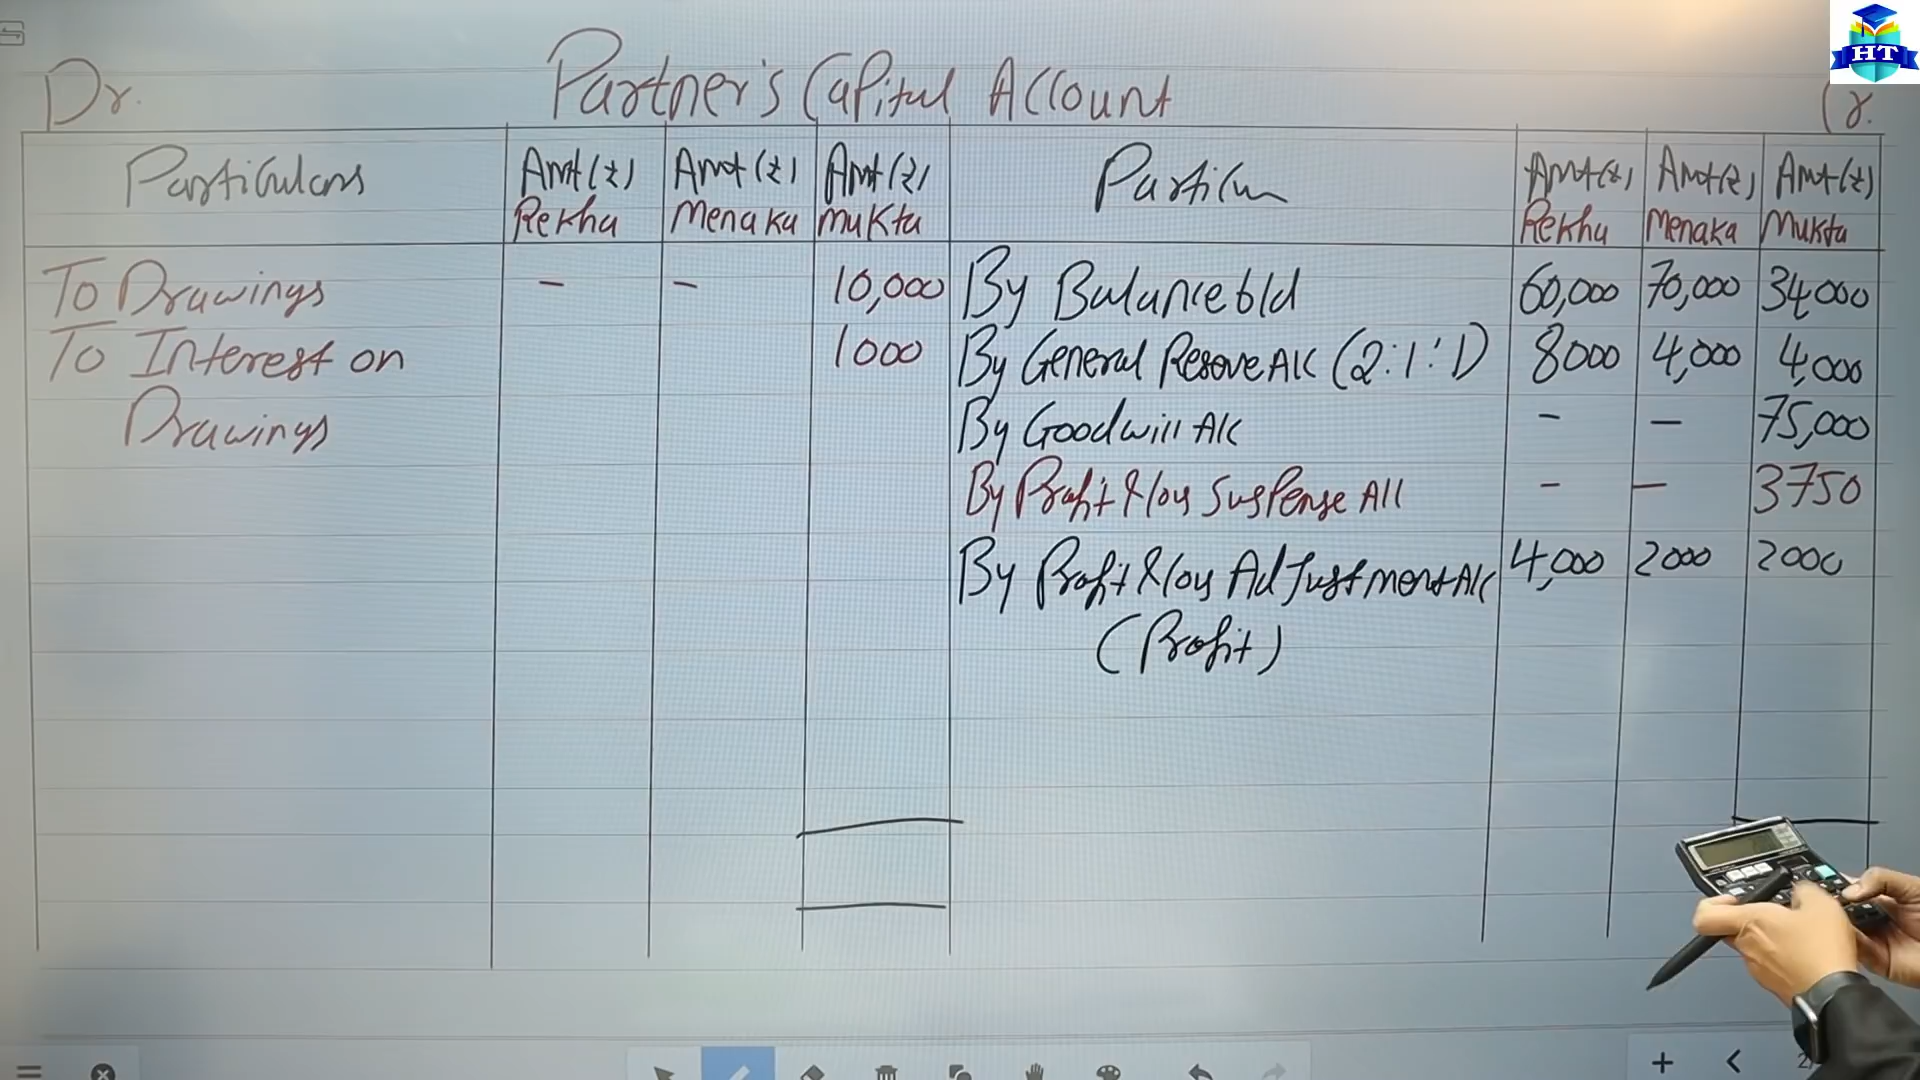 HT
Dr. Partner's Capital Account Cr.
Particulars Amt(₹) Amt(₹) Amt(₹) Particu Amt(₹) Amt(₹) Amt(₹)
Rekha Menaka Mukta Rekha Menaka Mukta
To Drawings - - 10,000 By Balance b/d 60,000 70,000 34000
To Interest on 1000 By General Reserve A/c (2:1:1) 8000 4,000 4,000
Drawings By Goodwill A/c - - 75,000
By Profit & loss Suspense A/c - - 3750
By Profit & loss Adjustment A/c 4,000 2000 2000
(Profit)